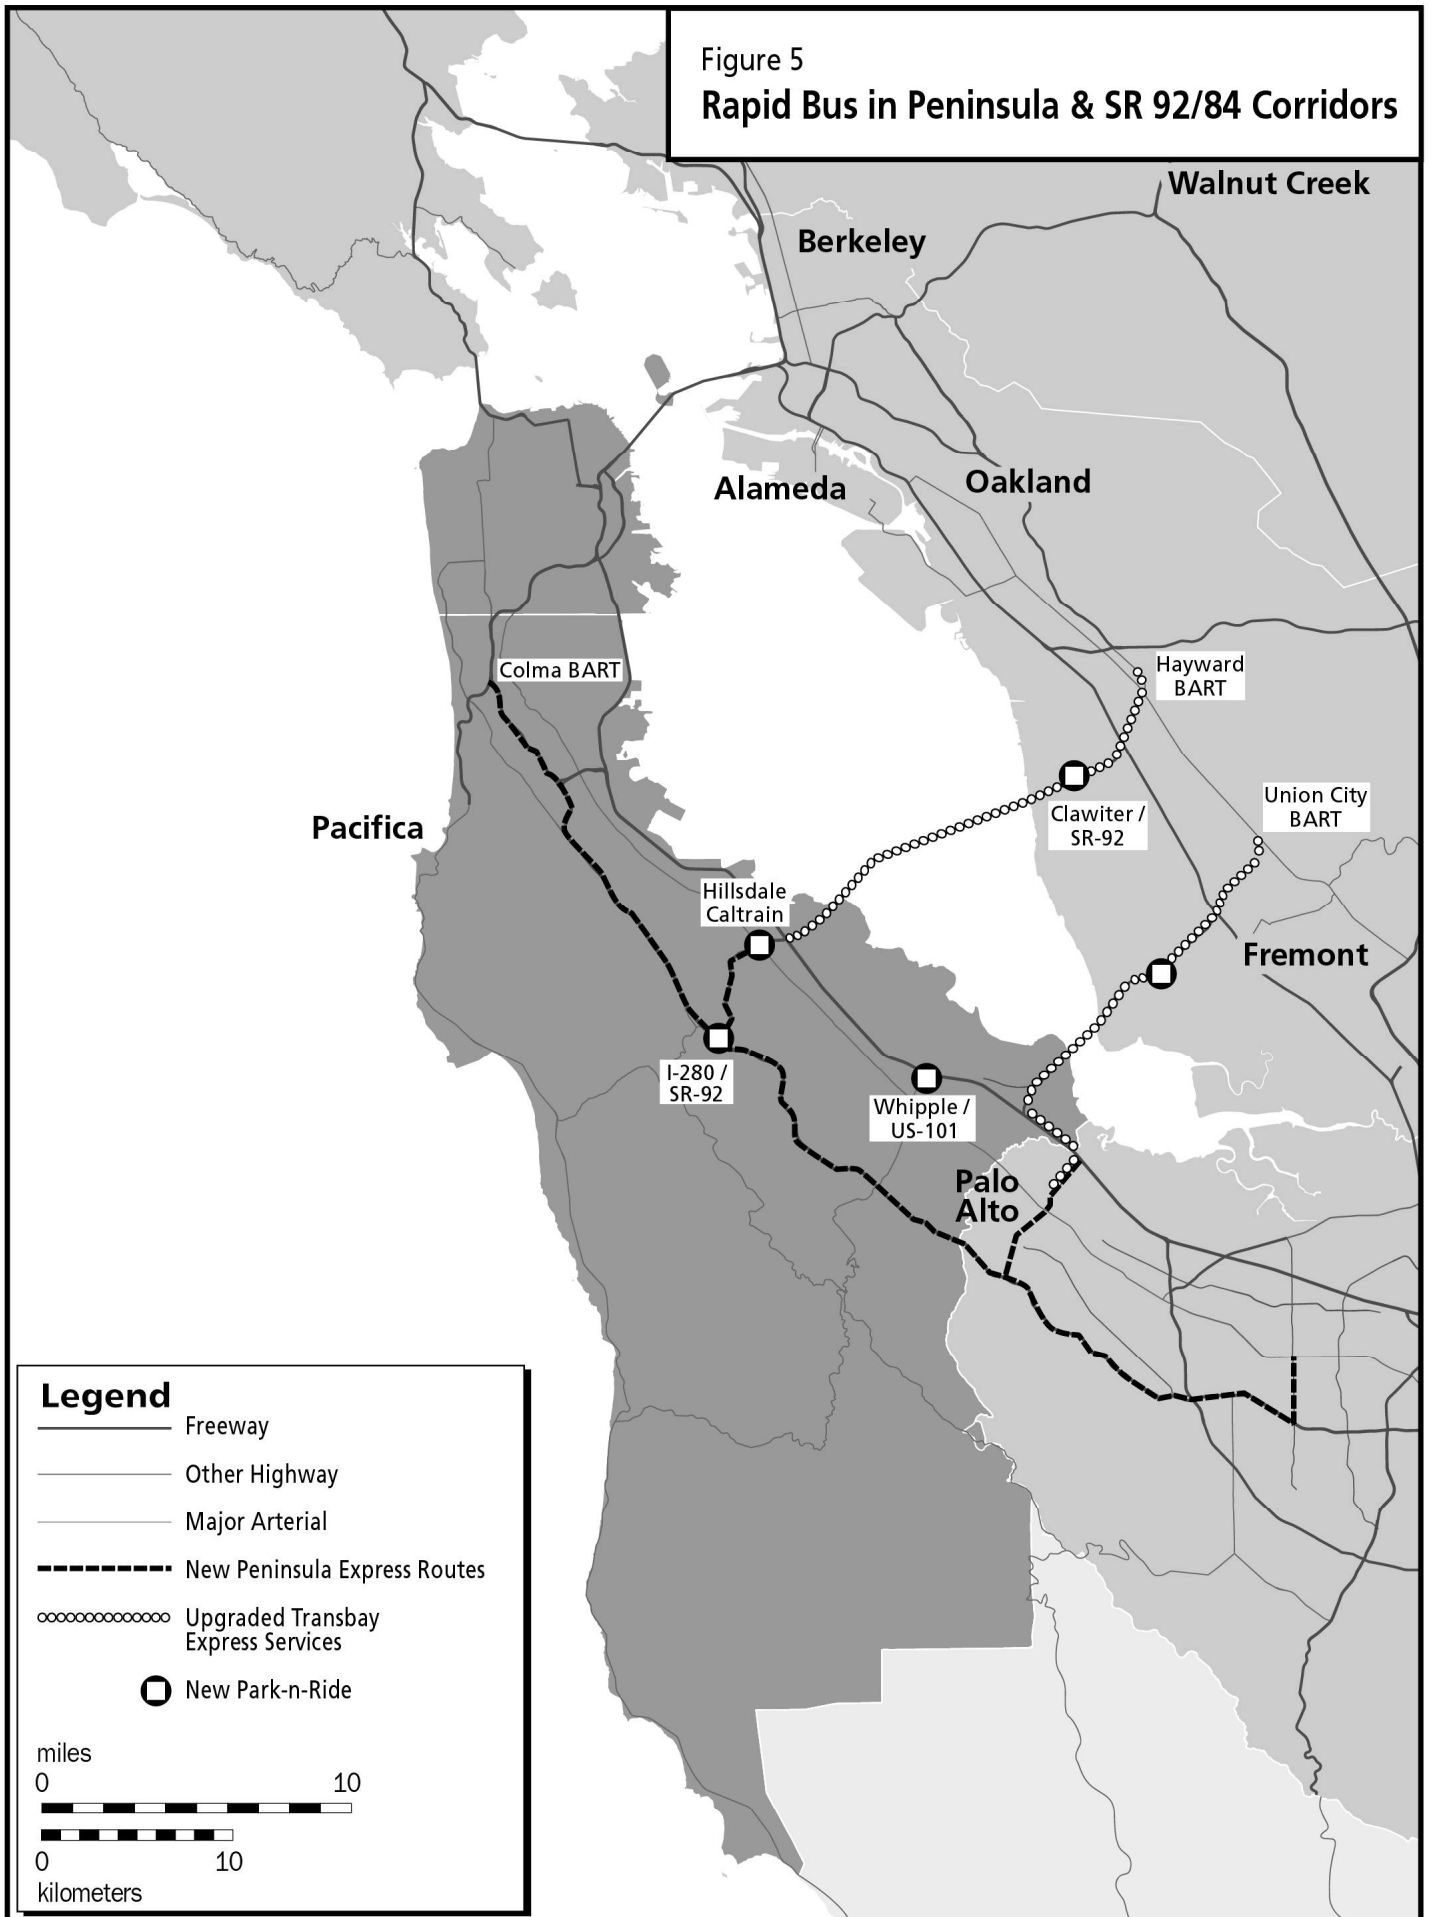 Figure 5
Rapid Bus in Peninsula & SR 92/84 Corridors
Walnut Creek
Berkeley
Oakland
Alameda
Colma BART
Hayward
BART
Clawiter /
SR-92
Union City
BART
Pacifica
Hillsdale
Caltrain
Fremont
I-280 /
SR-92
Whipple /
US-101
Palo
Alto
Legend
Freeway
Other Highway
Major Arterial
New Peninsula Express Routes
Upgraded Transbay
Express Services
New Park-n-Ride
miles
0 10
0 10
kilometers